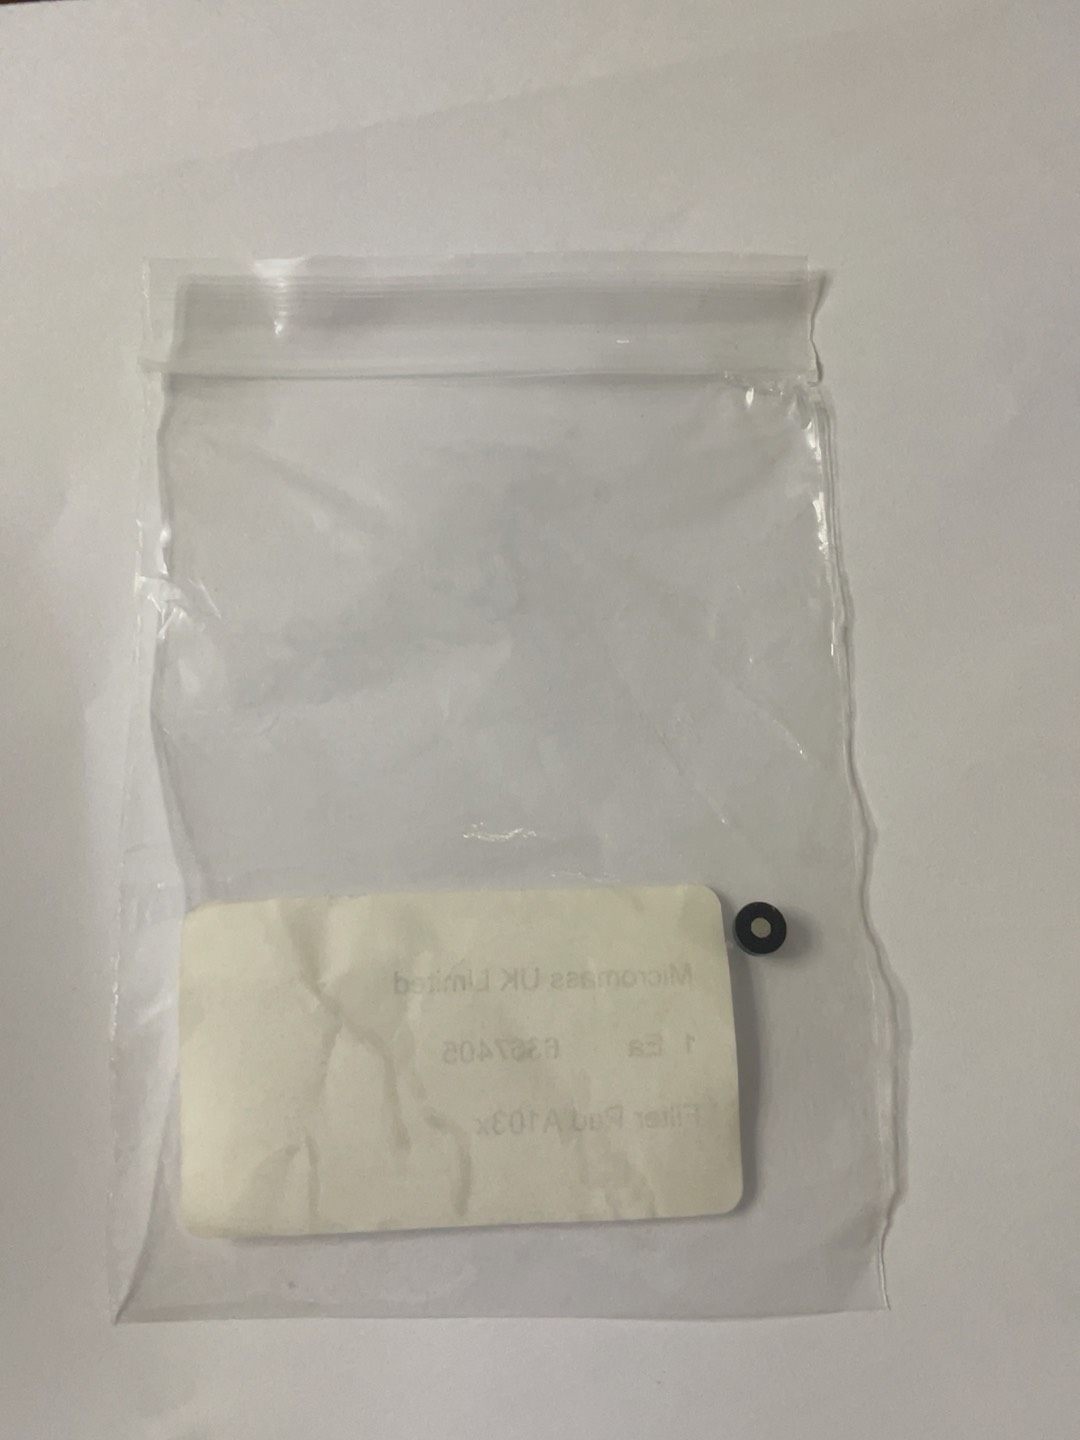 Micromass UK Limited
1 Ea 6367405
Filter Pad A103x